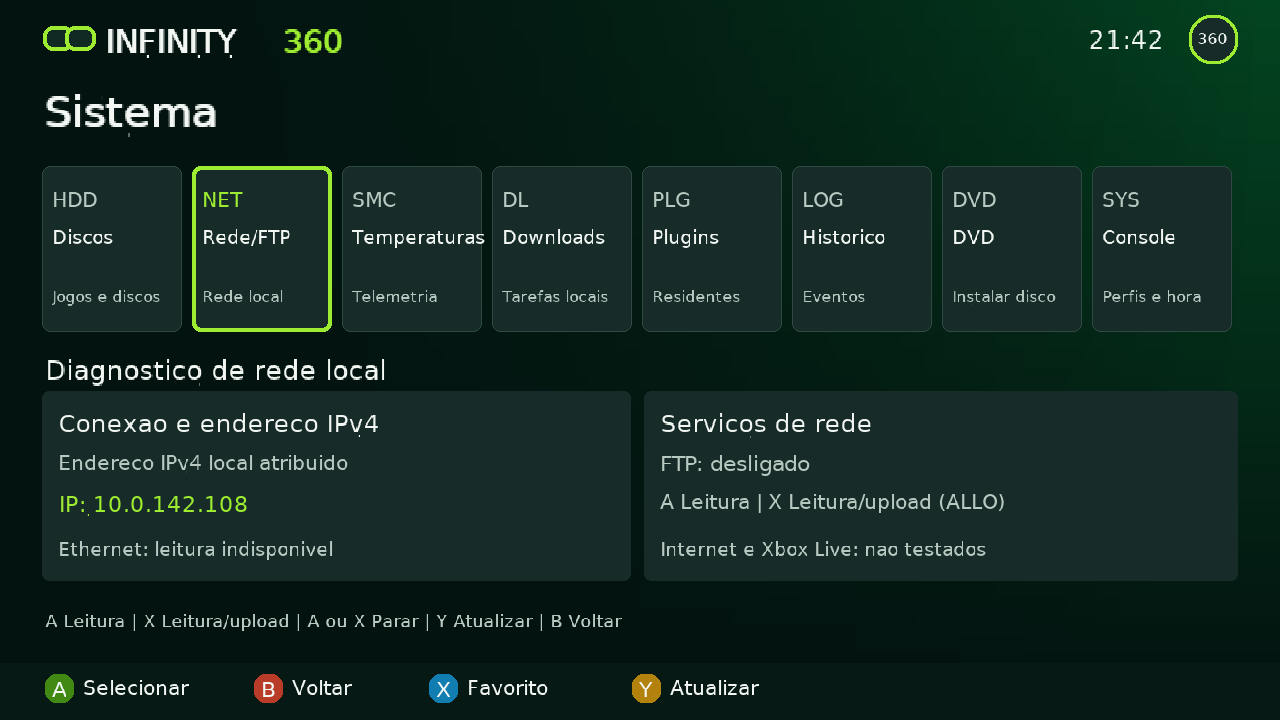 INFINITY 360
21:42
360
Sistema
HDD
Discos
Jogos e discos
NET
Rede/FTP
Rede local
SMC
Temperaturas
Telemetria
DL
Downloads
Tarefas locais
PLG
Plugins
Residentes
LOG
Historico
Eventos
DVD
DVD
Instalar disco
SYS
Console
Perfis e hora
Diagnostico de rede local
Conexao e endereco IPv4
Endereco IPv4 local atribuido
IP: 10.0.142.108
Ethernet: leitura indisponivel
Servicos de rede
FTP: desligado
A Leitura | X Leitura/upload (ALLO)
Internet e Xbox Live: nao testados
A Leitura | X Leitura/upload | A ou X Parar | Y Atualizar | B Voltar
A Selecionar
B Voltar
X Favorito
Y Atualizar